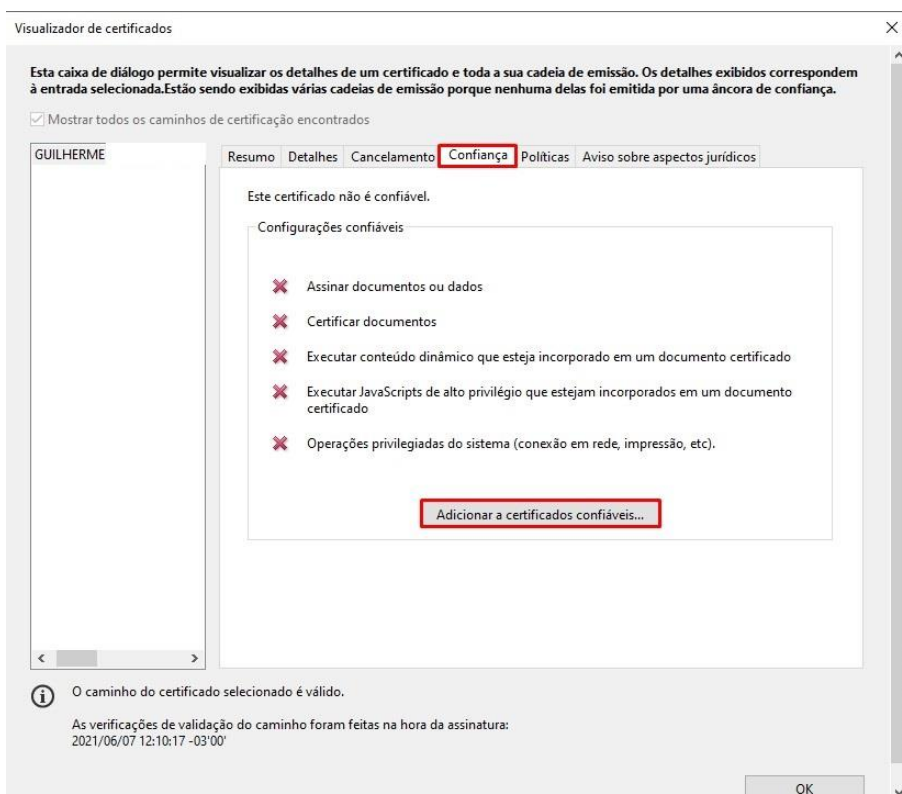 Visualizador de certificados
Esta caixa de diálogo permite visualizar os detalhes de um certificado e toda a sua cadeia de emissão. Os detalhes exibidos correspondem
à entrada selecionada.Estão sendo exibidas várias cadeias de emissão porque nenhuma delas foi emitida por uma âncora de confiança.
Mostrar todos os caminhos de certificação encontrados
GUILHERME
Resumo Detalhes Cancelamento Confiança Políticas Aviso sobre aspectos jurídicos
Este certificado não é confiável.
Configurações confiáveis
Assinar documentos ou dados
Certificar documentos
Executar conteúdo dinâmico que esteja incorporado em um documento certificado
Executar JavaScripts de alto privilégio que estejam incorporados em um documento
certificado
Operações privilegiadas do sistema (conexão em rede, impressão, etc).
Adicionar a certificados confiáveis...
O caminho do certificado selecionado é válido.
As verificações de validação do caminho foram feitas na hora da assinatura:
2021/06/07 12:10:17 -03'00'
OK